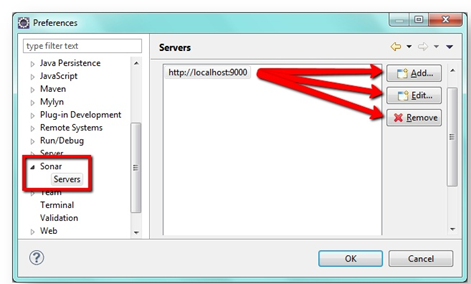 Preferences
type filter text
Java Persistence
JavaScript
Maven
Mylyn
Plug-in Development
Remote Systems
Run/Debug
Server
Sonar
Servers
Team
Terminal
Validation
Web
Servers
http://localhost:9000
Add...
Edit...
Remove
OK
Cancel